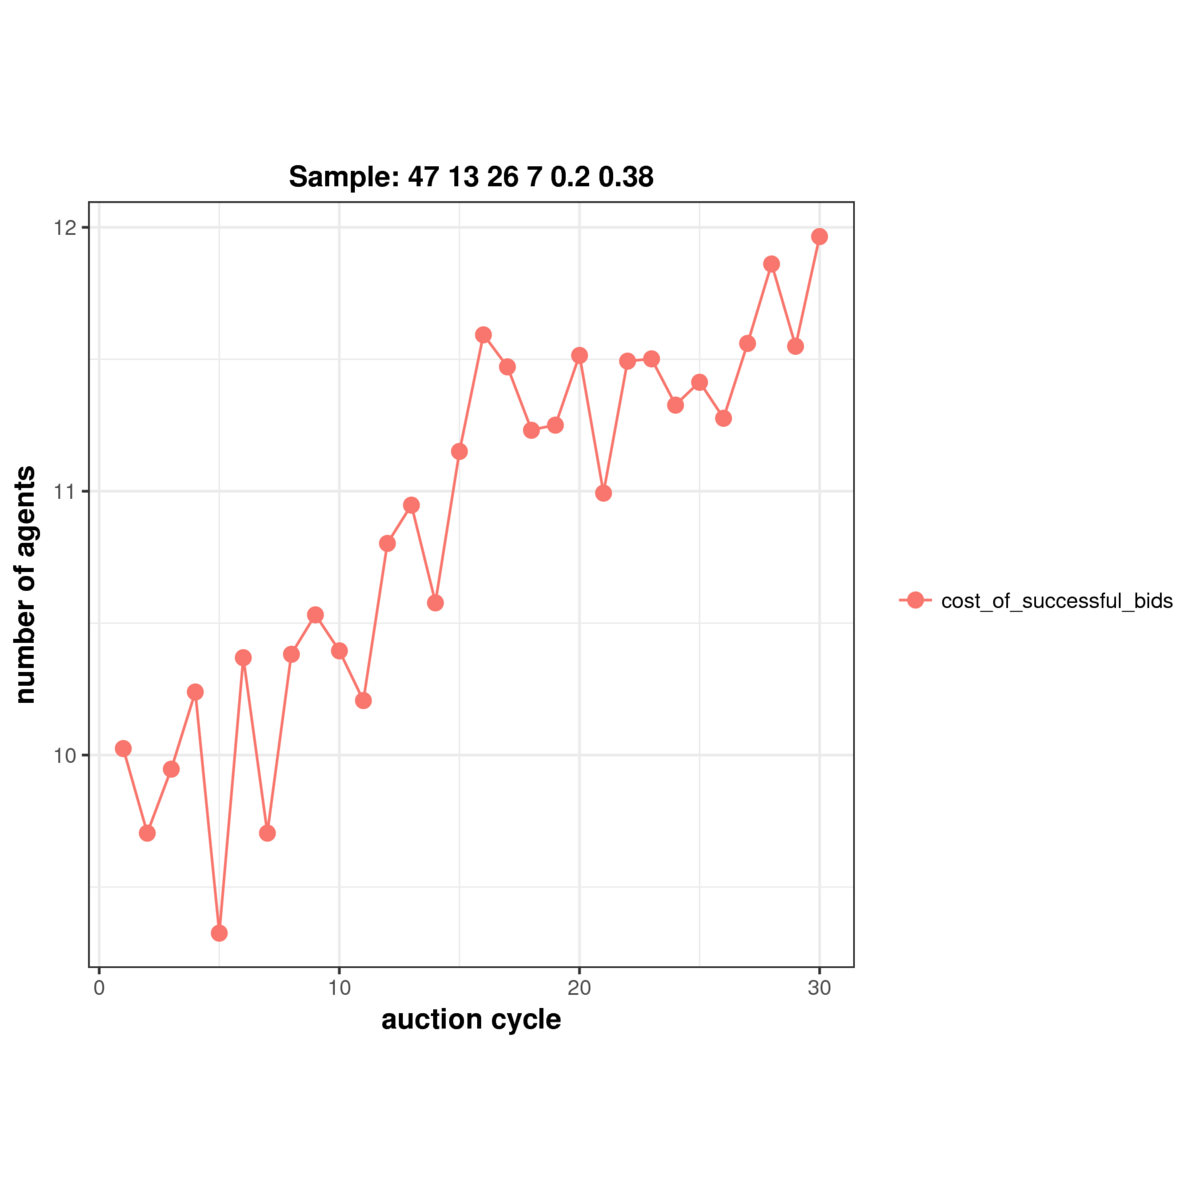 Sample: 47 13 26 7 0.2 0.38
12
11
10
number of agents
0
10
20
30
auction cycle
cost_of_successful_bids